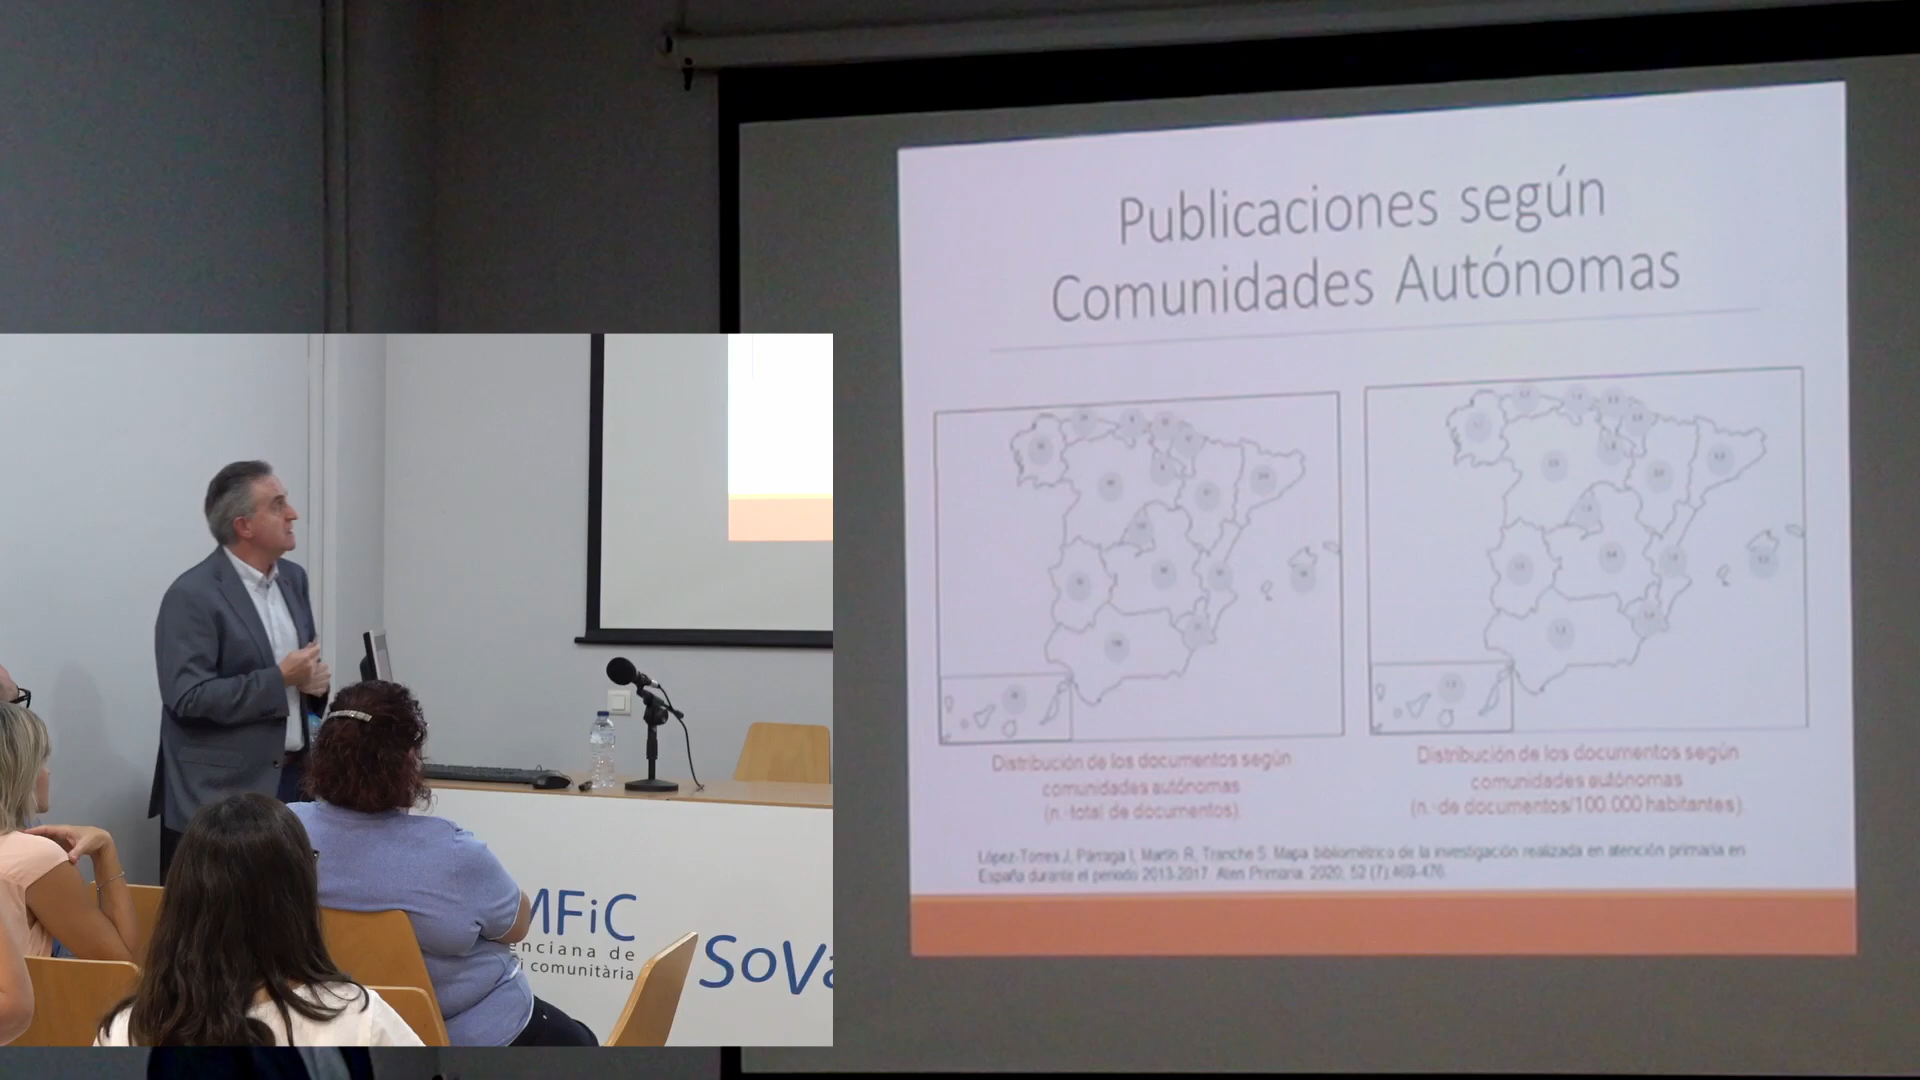 Publicaciones según
Comunidades Autónomas
Distribución de los documentos según
comunidades autónomas
(n.º total de documentos).
Distribución de los documentos según
comunidades autónomas
(n.º de documentos/100.000 habitantes).
López-Torres J, Párraga I, Martín R, Tranche S. Mapa bibliométrico de la investigación realizada en atención primaria en
España durante el periodo 2013-2017. Aten Primaria. 2020; 52 (7):469-476.
MFiC
enciana de
i comunitària
SoVa